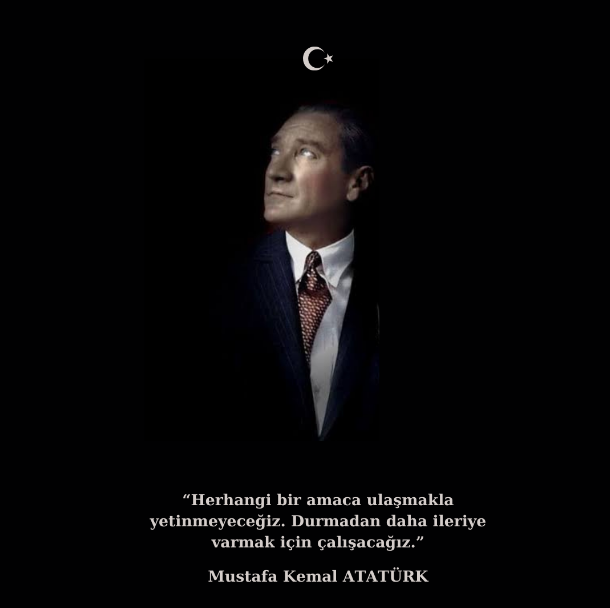 “Herhangi bir amaca ulaşmakla
yetinmeyeceğiz. Durmadan daha ileriye
varmak için çalışacağız.”
Mustafa Kemal ATATÜRK